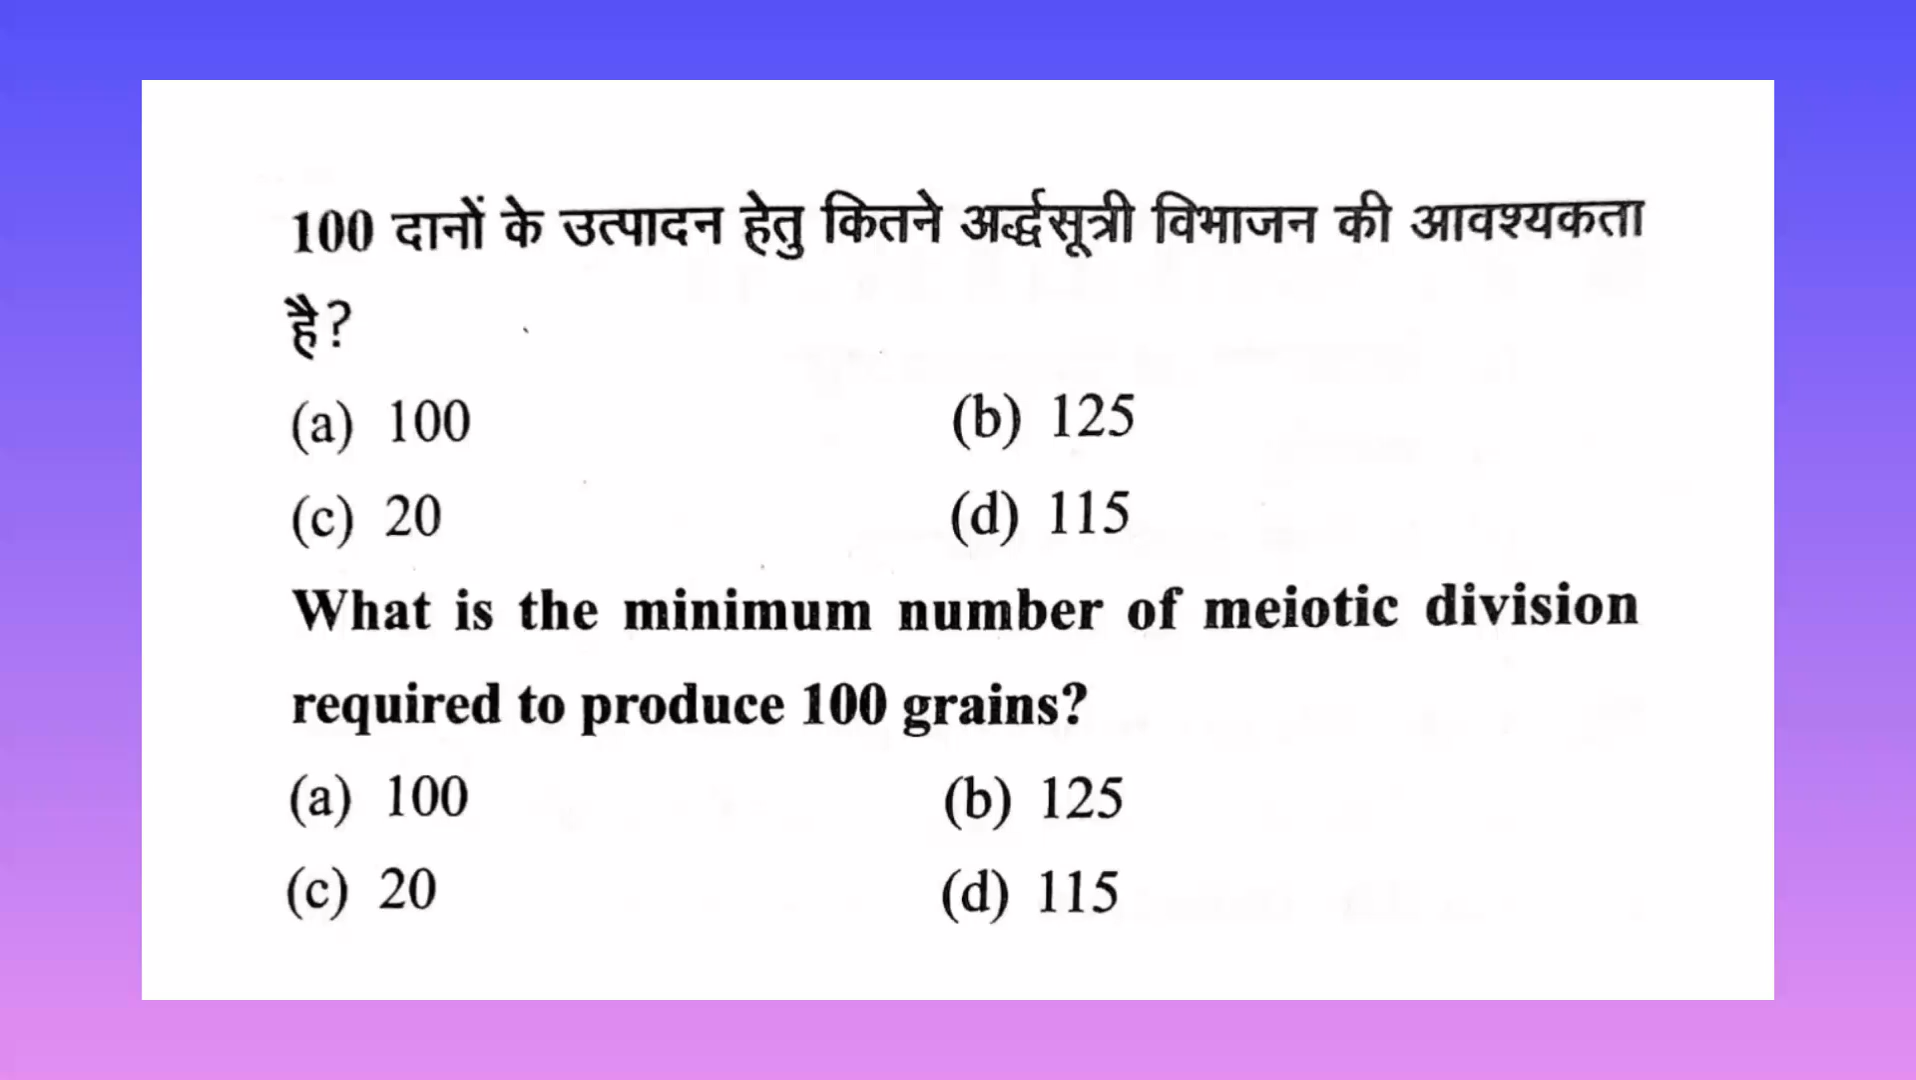 100 दानों के उत्पादन हेतु कितने अर्द्धसूत्री विभाजन की आवश्यकता
है?
(a) 100 (b) 125
(c) 20 (d) 115
What is the minimum number of meiotic division
required to produce 100 grains?
(a) 100 (b) 125
(c) 20 (d) 115